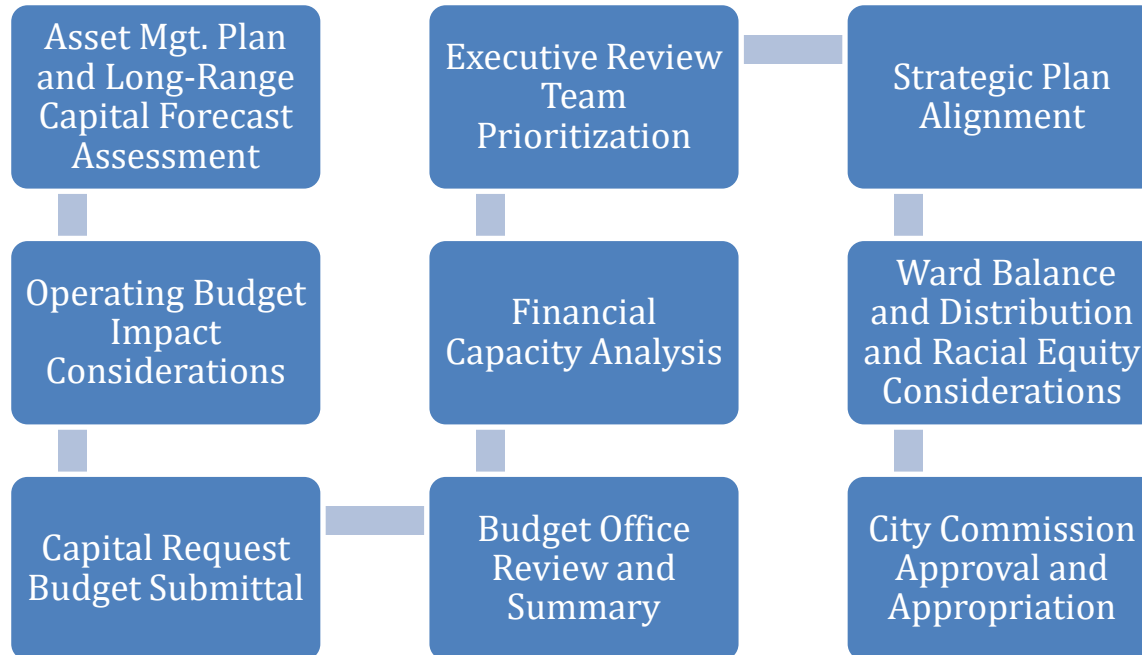 Asset Mgt. Plan
and Long-Range
Capital Forecast
Assessment
Operating Budget
Impact
Considerations
Capital Request
Budget Submittal
Budget Office
Review and
Summary
Financial
Capacity Analysis
Executive Review
Team
Prioritization
Strategic Plan
Alignment
Ward Balance
and Distribution
and Racial Equity
Considerations
City Commission
Approval and
Appropriation